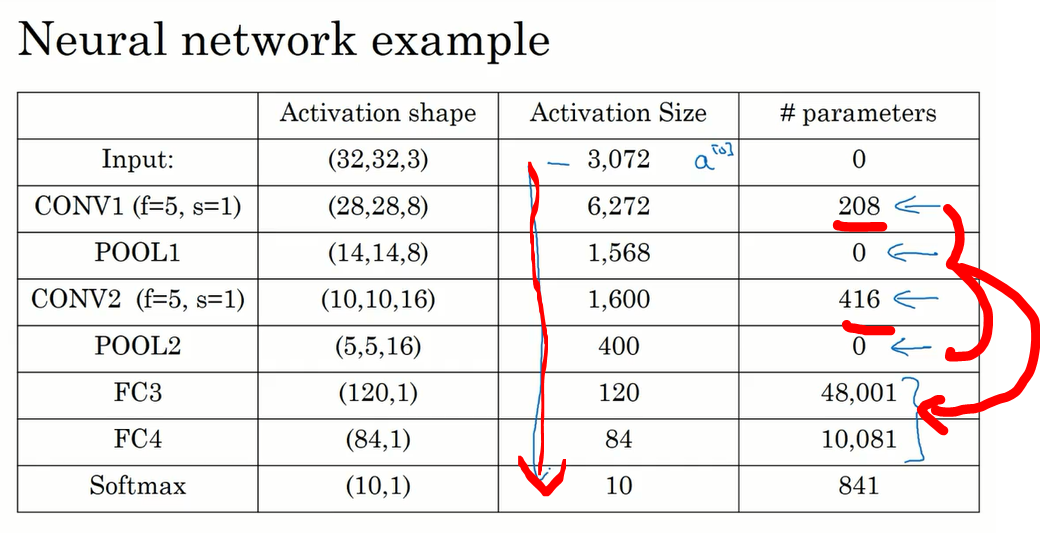 Neural network example
Activation shape Activation Size # parameters
Input: (32,32,3) 3,072 a[0] 0
CONV1 (f=5, s=1) (28,28,8) 6,272 208
POOL1 (14,14,8) 1,568 0
CONV2 (f=5, s=1) (10,10,16) 1,600 416
POOL2 (5,5,16) 400 0
FC3 (120,1) 120 48,001
FC4 (84,1) 84 10,081
Softmax (10,1) 10 841